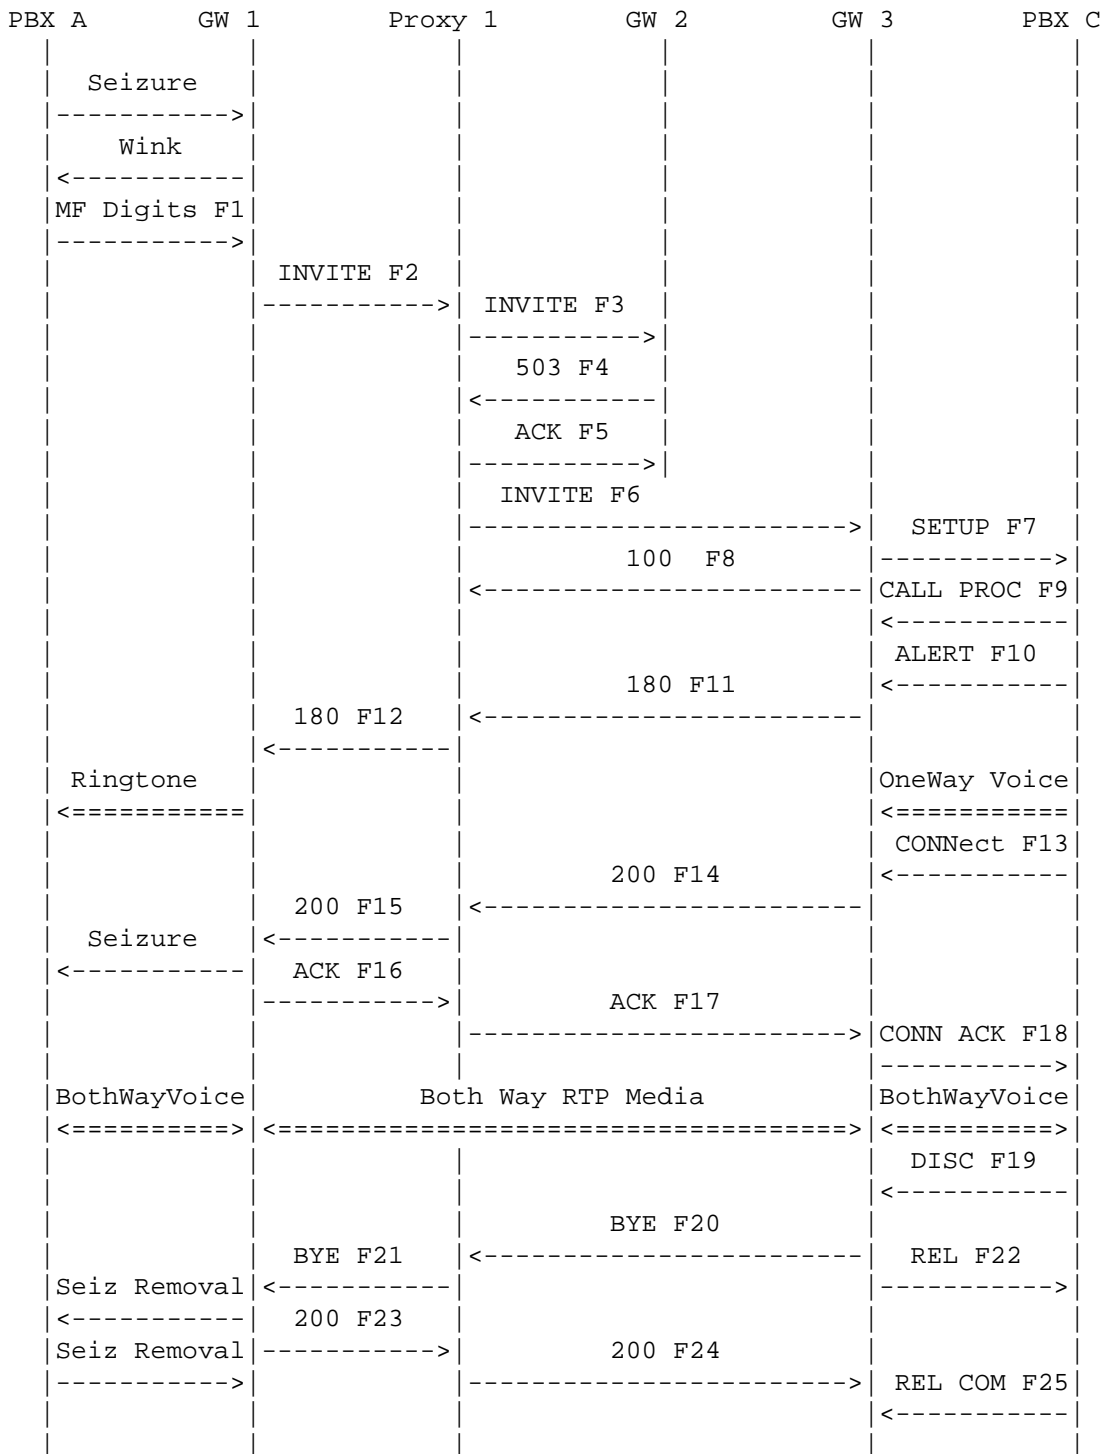 PBX A GW 1 Proxy 1 GW 2 GW 3 PBX C
Seizure
Wink
MF Digits F1
INVITE F2
INVITE F3
503 F4
ACK F5
INVITE F6
SETUP F7
100 F8
CALL PROC F9
ALERT F10
180 F11
180 F12
Ringtone OneWay Voice
CONNect F13
200 F14
200 F15
Seizure
ACK F16
ACK F17
CONN ACK F18
BothWayVoice Both Way RTP Media BothWayVoice
DISC F19
BYE F20
BYE F21 REL F22
Seiz Removal
200 F23
Seiz Removal 200 F24
REL COM F25